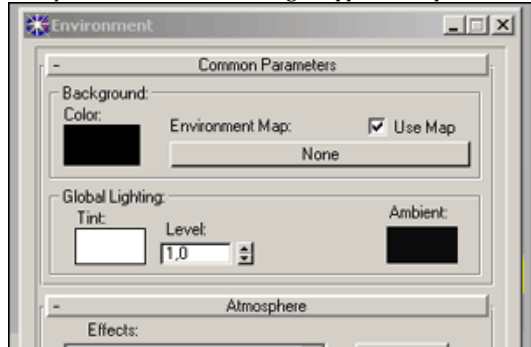 Environment
- Common Parameters
Background:
Color:
Environment Map:
Use Map
None
Global Lighting:
Tint:
Level:
1,0
Ambient:
- Atmosphere
Effects: